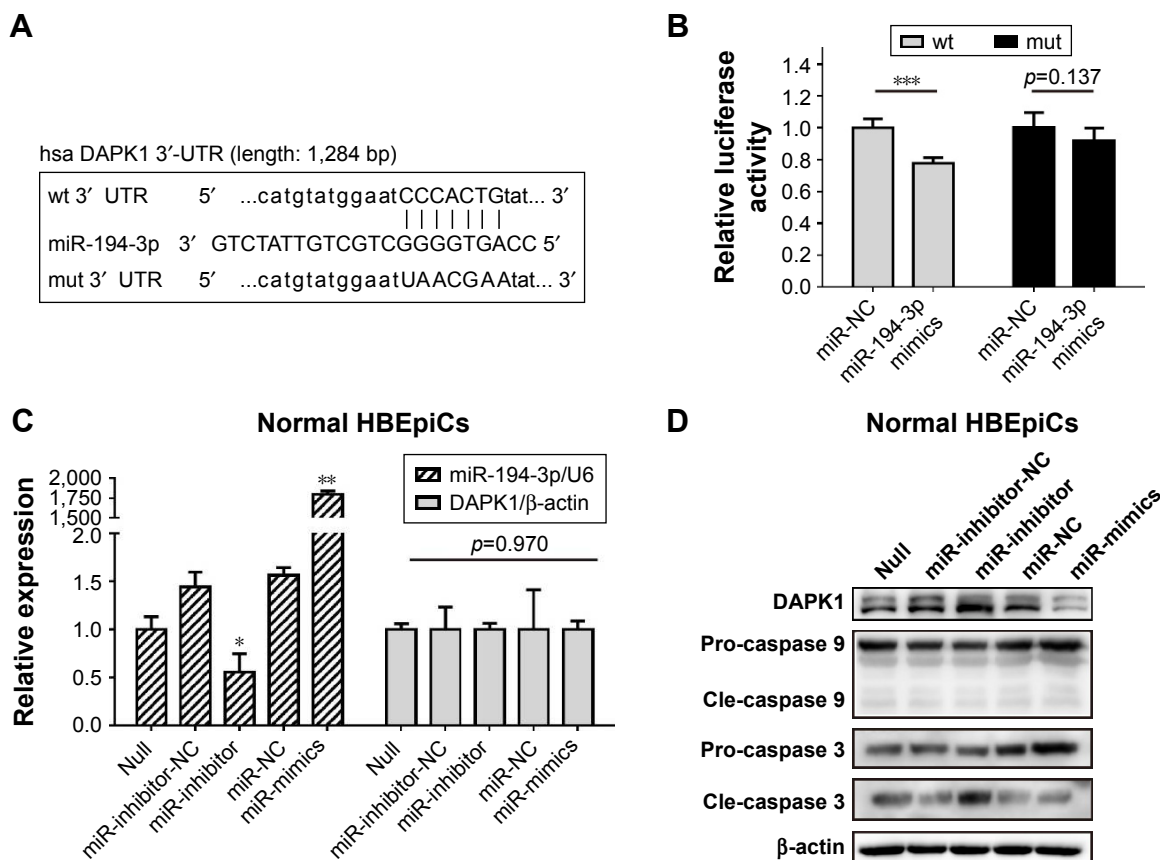 A
hsa DAPK1 3′-UTR (length: 1,284 bp)
wt 3′ UTR 5′ ...catgtatggaatCCCACTGtat... 3′
miR-194-3p 3′ GTCTATTGTCGTCGGGGTGACC 5′
mut 3′ UTR 5′ ...catgtatggaatUAACGAAtat... 3′
B
wt mut
Relative luciferase
activity
1.4
1.2
1.0
0.8
0.6
0.4
0.2
0.0
***
p=0.137
miR-NC
miR-194-3p
mimics
miR-NC
miR-194-3p
mimics
C
Normal HBEpiCs
Relative expression
2,000
1,750
1,500
2.0
1.5
1.0
0.5
0.0
miR-194-3p/U6
DAPK1/β-actin
*
**
p=0.970
Null
miR-inhibitor-NC
miR-inhibitor
miR-NC
miR-mimics
Null
miR-inhibitor-NC
miR-inhibitor
miR-NC
miR-mimics
D
Normal HBEpiCs
Null
miR-inhibitor-NC
miR-inhibitor
miR-NC
miR-mimics
DAPK1
Pro-caspase 9
Cle-caspase 9
Pro-caspase 3
Cle-caspase 3
β-actin